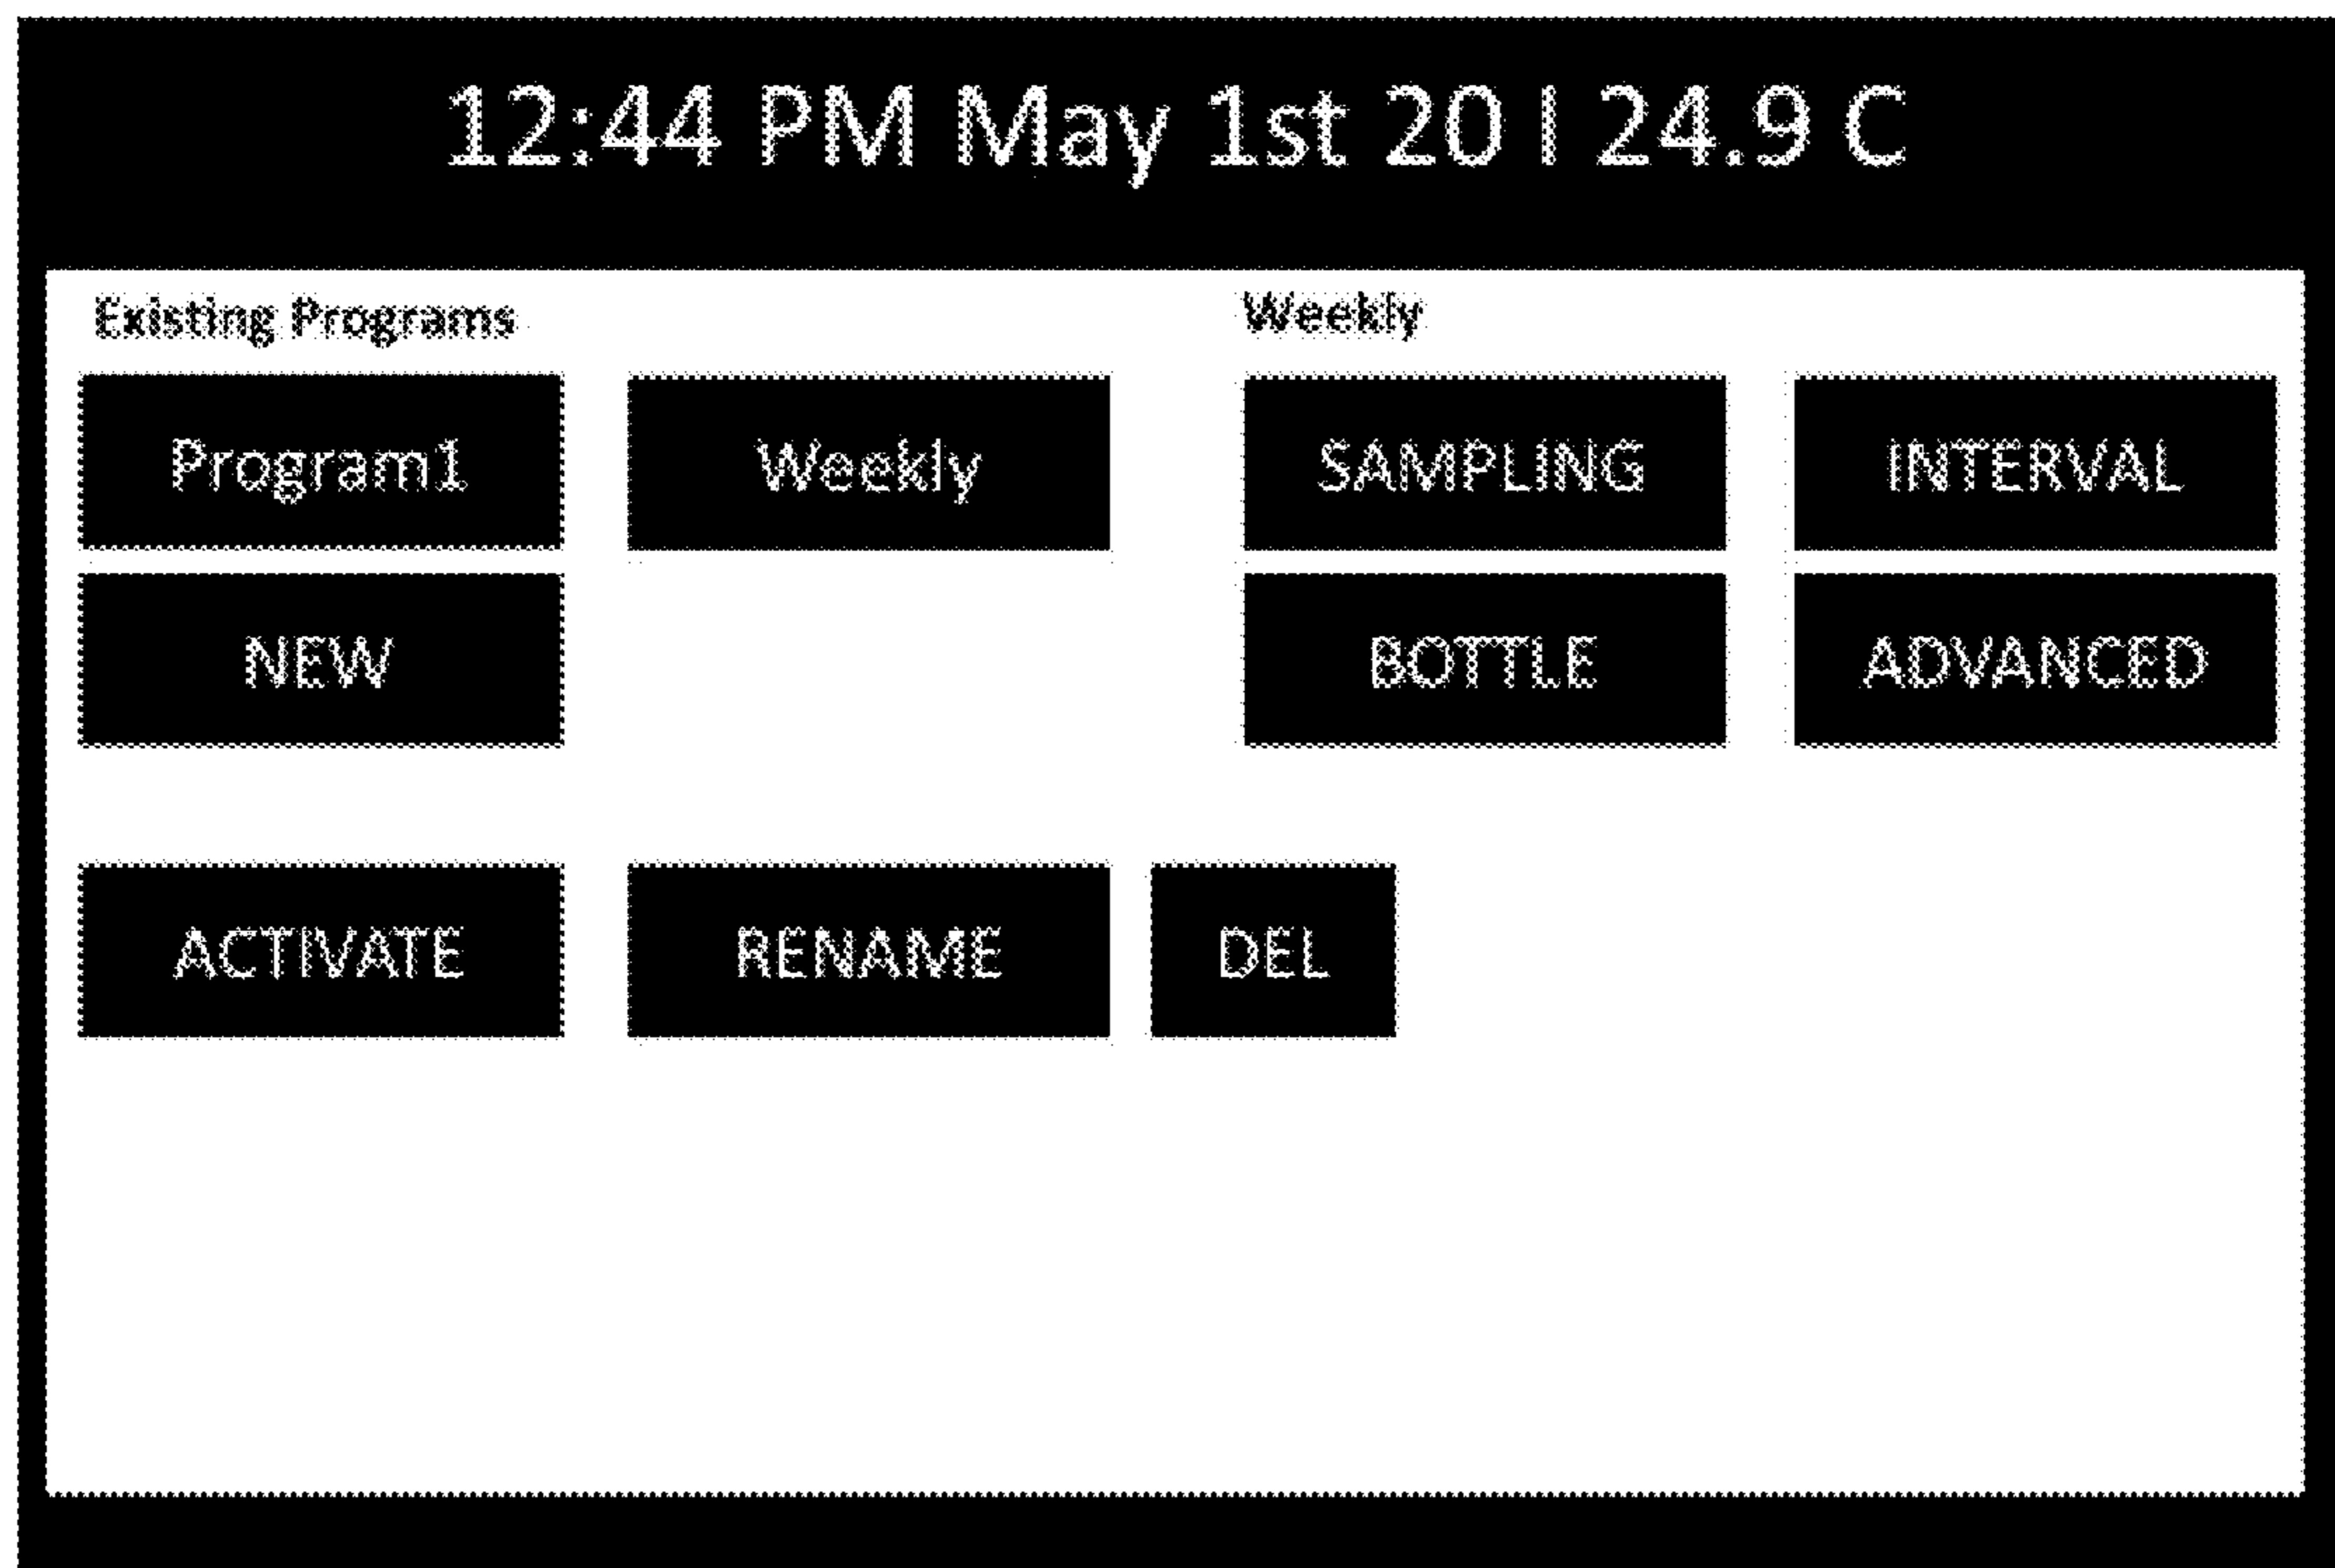 12:44 PM May 1st 20 | 24.9 C
Existing Programs
Weekly
Program1
Weekly
SAMPLING
INTERVAL
NEW
BOTTLE
ADVANCED
ACTIVATE
RENAME
DEL